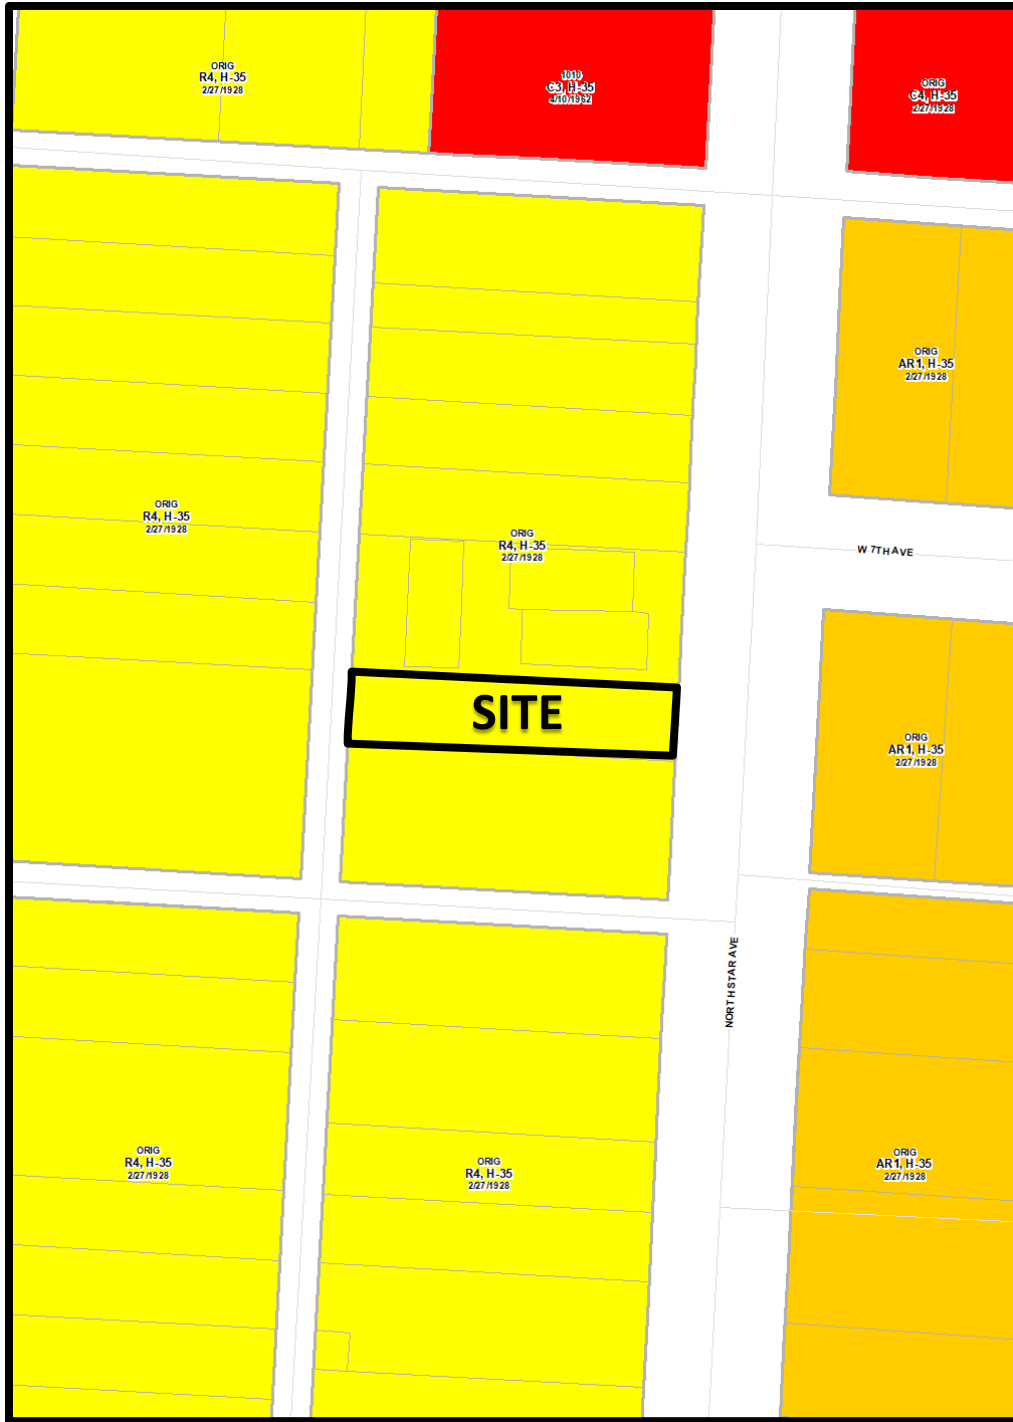 ORIG
R4, H-35
2/27/1928
1010
C3, H-35
4/10/1962
ORIG
C4, H-35
2/27/1928
ORIG
AR1, H-35
2/27/1928
ORIG
R4, H-35
2/27/1928
ORIG
R4, H-35
2/27/1928
W 7TH AVE
SITE
ORIG
AR1, H-35
2/27/1928
NORTHSTAR AVE
ORIG
R4, H-35
2/27/1928
ORIG
R4, H-35
2/27/1928
ORIG
AR1, H-35
2/27/1928